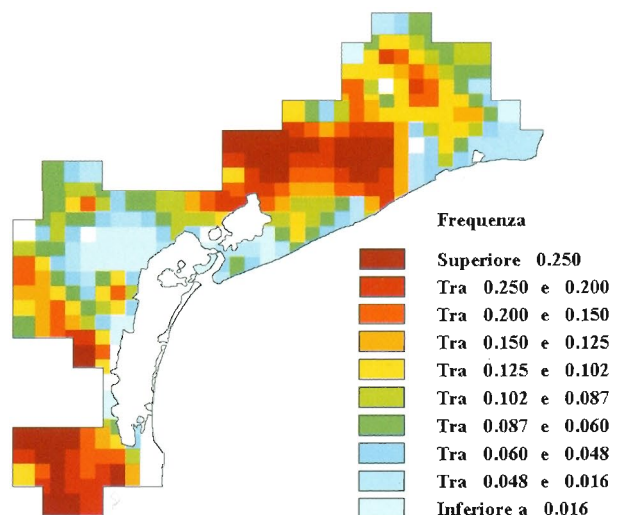 Frequenza
Superiore 0.250
Tra 0.250 e 0.200
Tra 0.200 e 0.150
Tra 0.150 e 0.125
Tra 0.125 e 0.102
Tra 0.102 e 0.087
Tra 0.087 e 0.060
Tra 0.060 e 0.048
Tra 0.048 e 0.016
Inferiore a 0.016